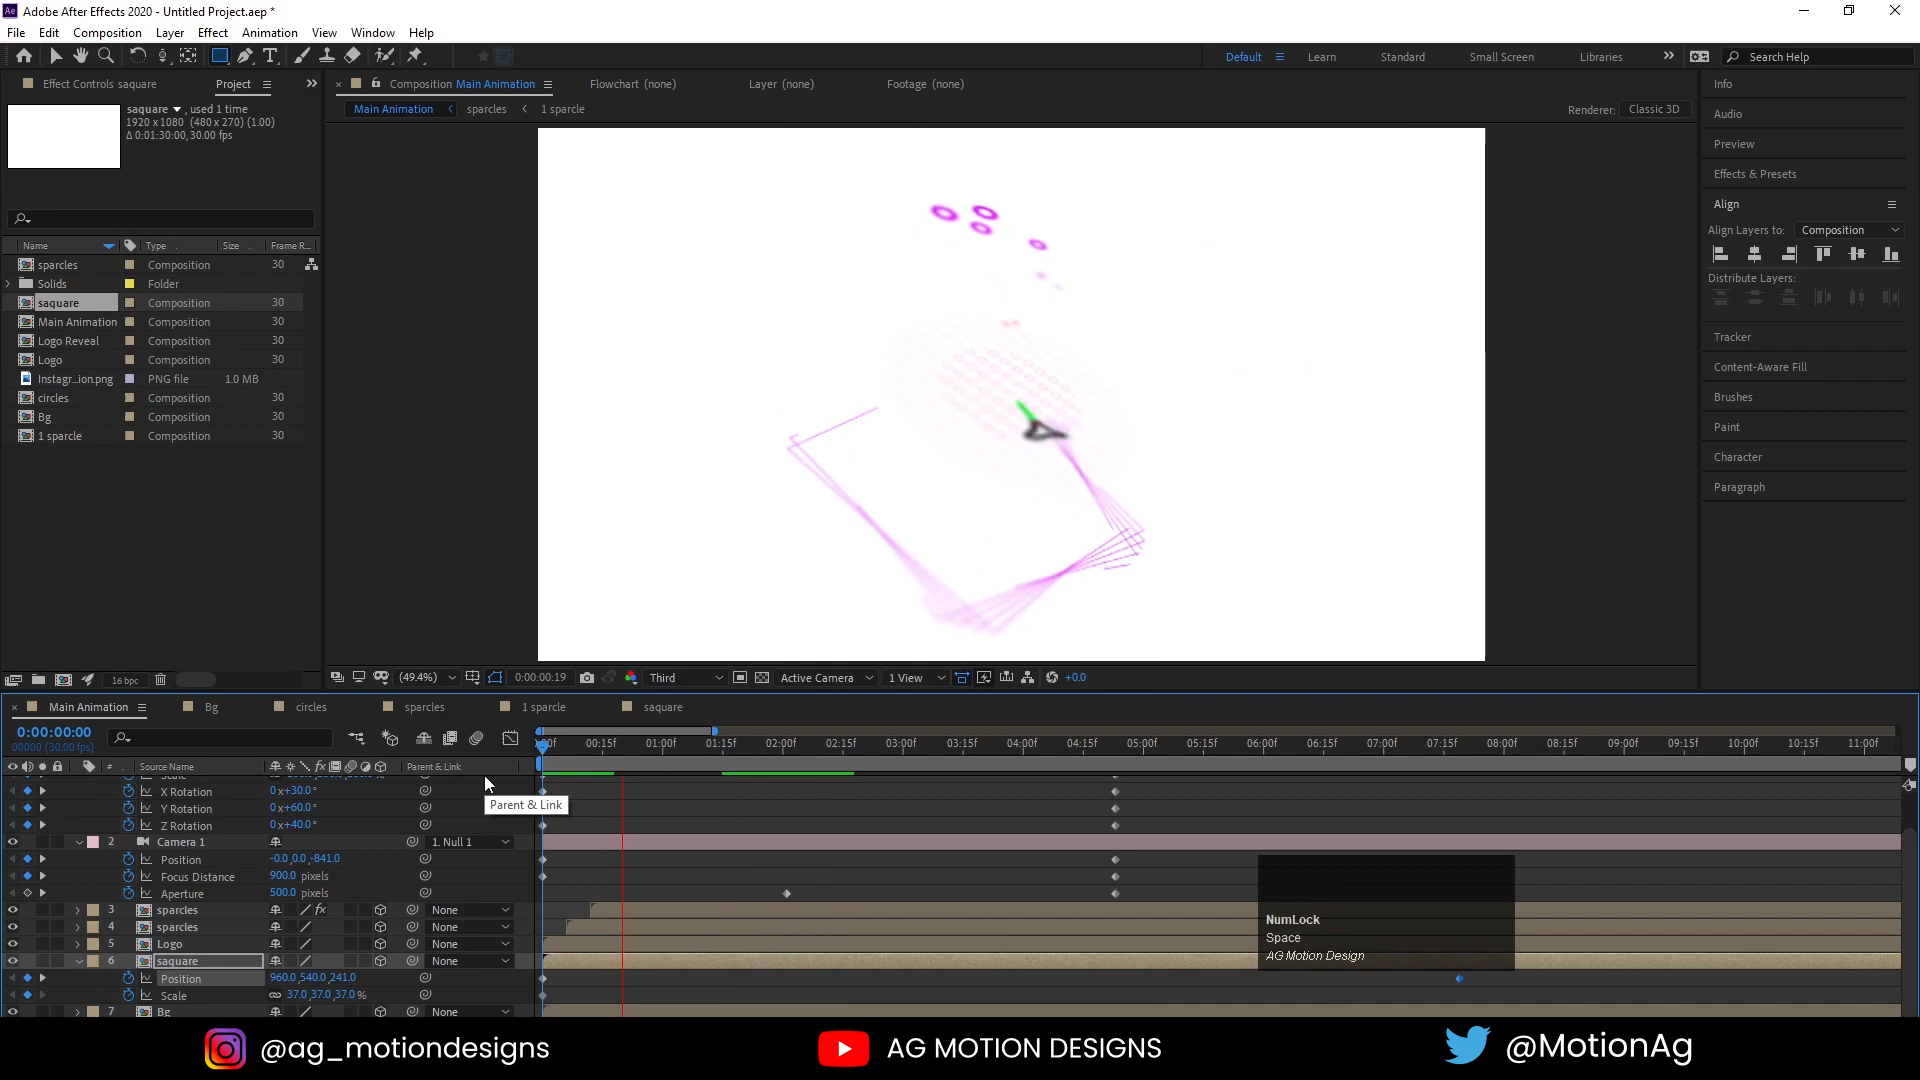 Adobe After Effects 2020 - Untitled Project.aep *
File Edit Composition Layer Effect Animation View Window Help
Default Learn Standard Small Screen Libraries Search Help
Effect Controls saquare Project
saquare , used 1 time
1920 x 1080 (480 x 270) (1.00)
Δ 0:01:30:00, 30.00 fps
Name Type Size Frame R...
sparcles Composition 30
Solids Folder
saquare Composition 30
Main Animation Composition 30
Logo Reveal Composition 30
Logo Composition 30
Instagr...ion.png PNG file 1.0 MB
circles Composition 30
Bg Composition 30
1 sparcle Composition 30
16 bpc
Composition Main Animation Flowchart (none) Layer (none) Footage (none)
Main Animation sparcles 1 sparcle Renderer: Classic 3D
(49.4%) 0:00:00:19 Third Active Camera 1 View +0.0
Info
Audio
Preview
Effects & Presets
Align
Align Layers to: Composition
Distribute Layers:
Tracker
Content-Aware Fill
Brushes
Paint
Character
Paragraph
Main Animation Bg circles sparcles 1 sparcle saquare
0:00:00:00
00000 (30.00 fps)
00:15f 01:00f 01:15f 02:00f 02:15f 03:00f 03:15f 04:00f 04:15f 05:00f 05:15f 06:00f 06:15f 07:00f 07:15f 08:00f 08:15f 09:00f 09:15f 10:00f 10:15f 11:00f
# Source Name Parent & Link
Scale
X Rotation 0x+30.0°
Parent & Link
Y Rotation 0x+60.0°
Z Rotation 0x+40.0°
2 Camera 1 1. Null 1
Position -0.0,0.0,-841.0
Focus Distance 900.0 pixels
Aperture 500.0 pixels
3 sparcles fx None
4 sparcles None
5 Logo None
6 saquare None
Position 960.0,540.0,241.0
Scale 37.0,37.0,37.0 %
7 Bg None
NumLock
Space
AG Motion Design
@ag_motiondesigns AG MOTION DESIGNS @MotionAg